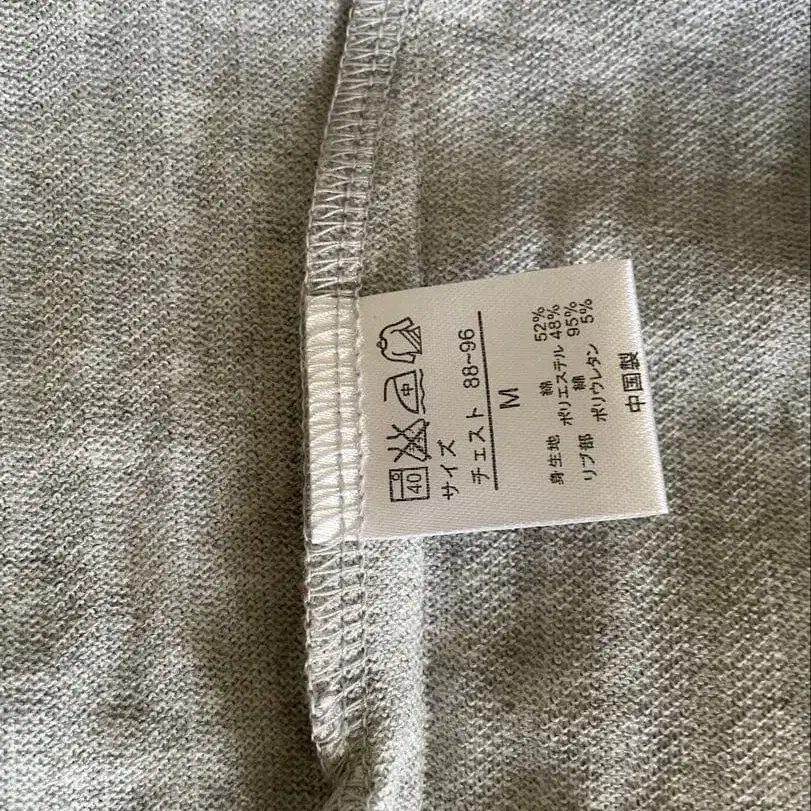 40
中
サイズ
チェスト 88~96
M
身生地 綿 52%
ポリエステル 48%
リブ部 綿 95%
ポリウレタン 5%
中国製